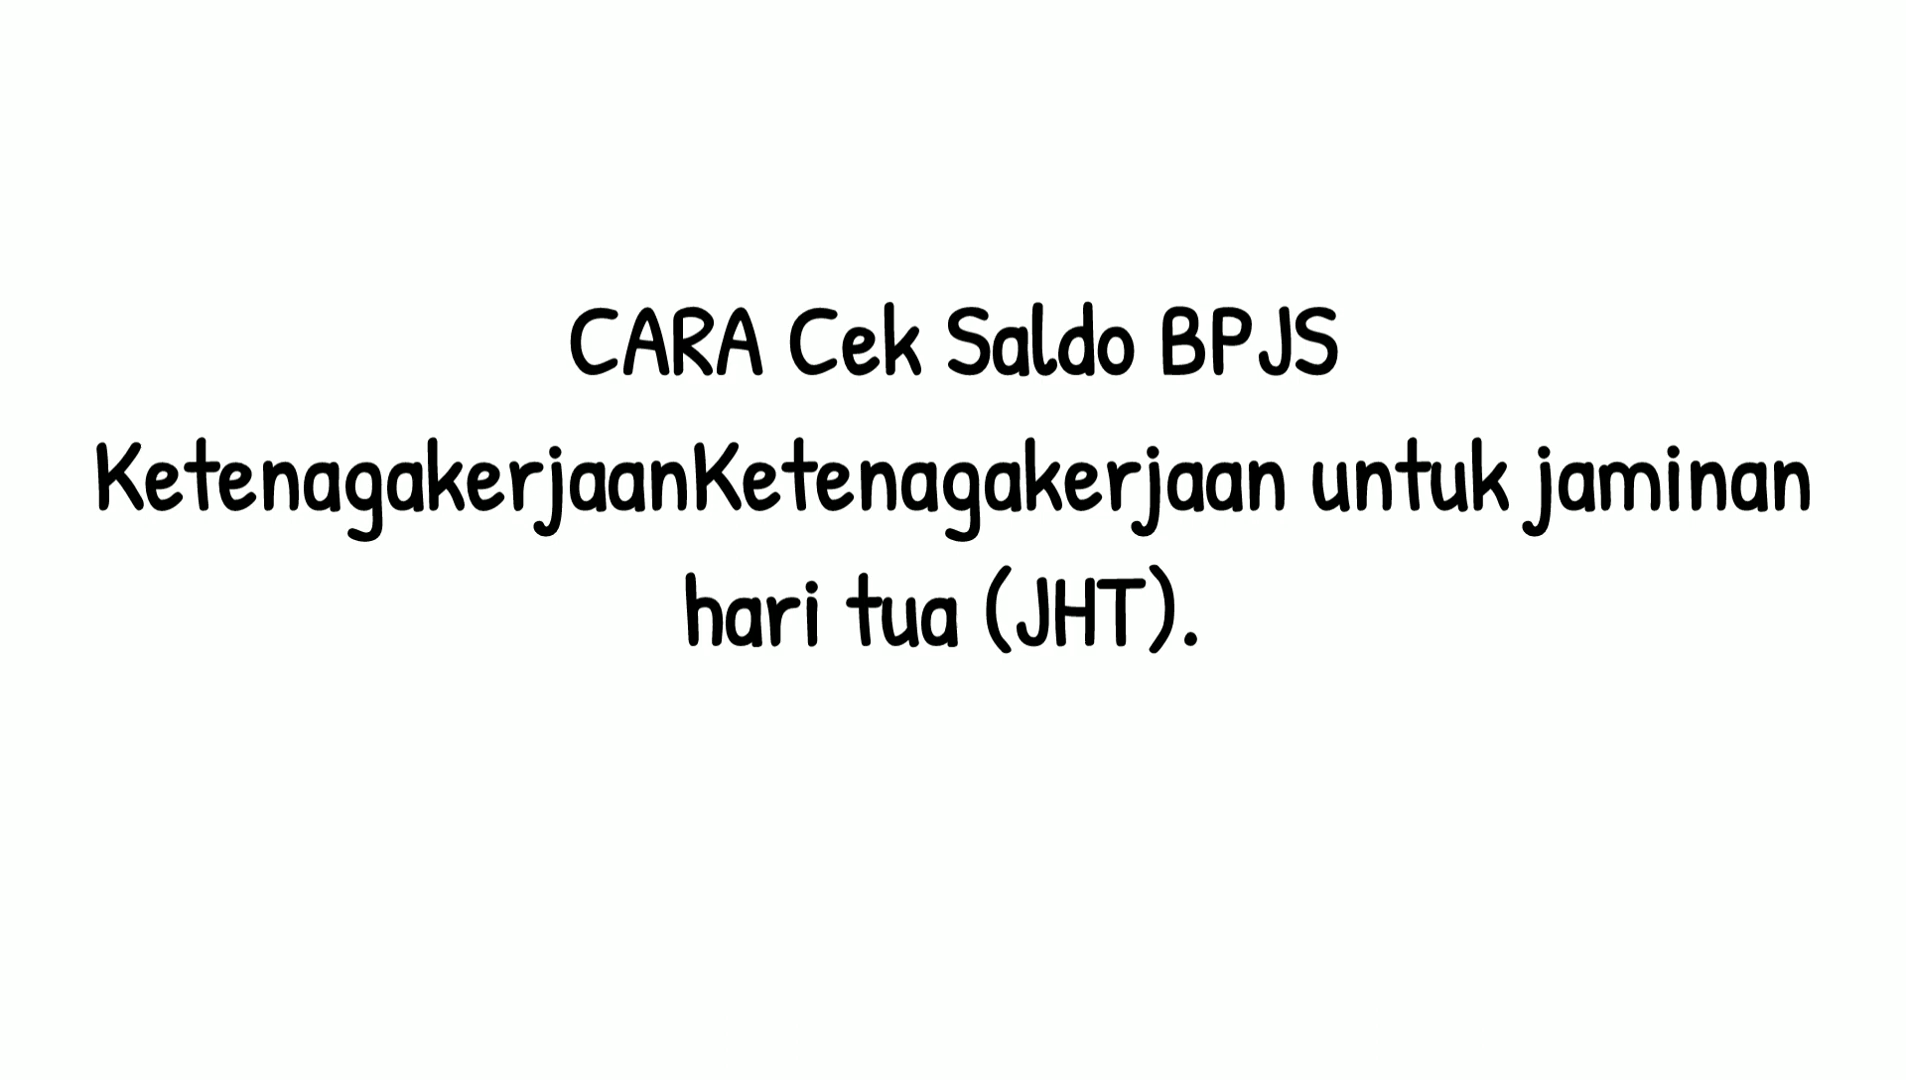 CARA Cek Saldo BPJS
KetenagakerjaanKetenagakerjaan untuk jaminan
hari tua (JHT).